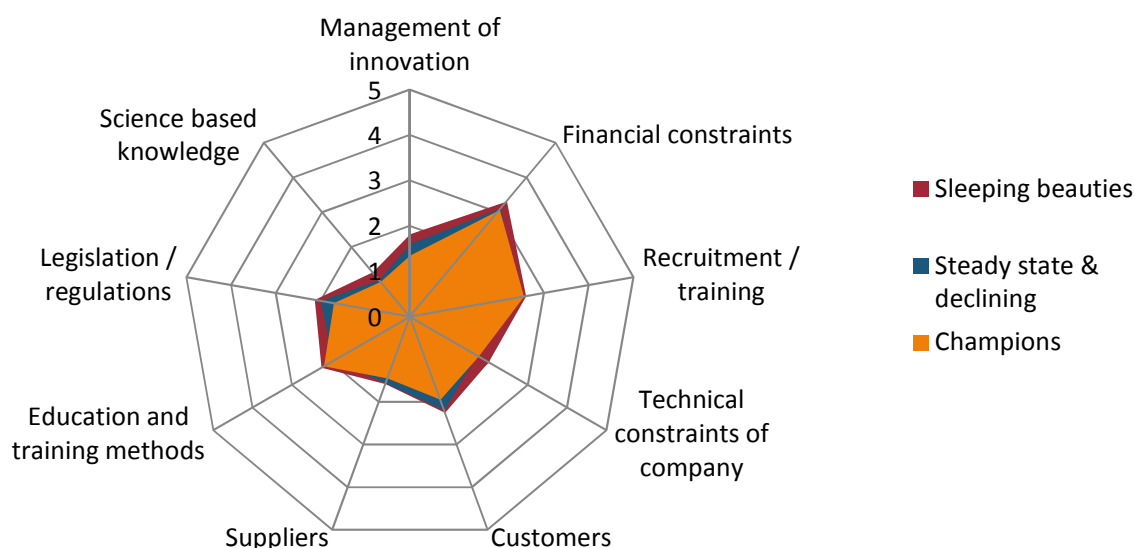 Management of
innovation
Financial constraints
Recruitment /
training
Technical
constraints of
company
Customers
Suppliers
Education and
training methods
Legislation /
regulations
Science based
knowledge
5
4
3
2
1
0
Sleeping beauties
Steady state &
declining
Champions